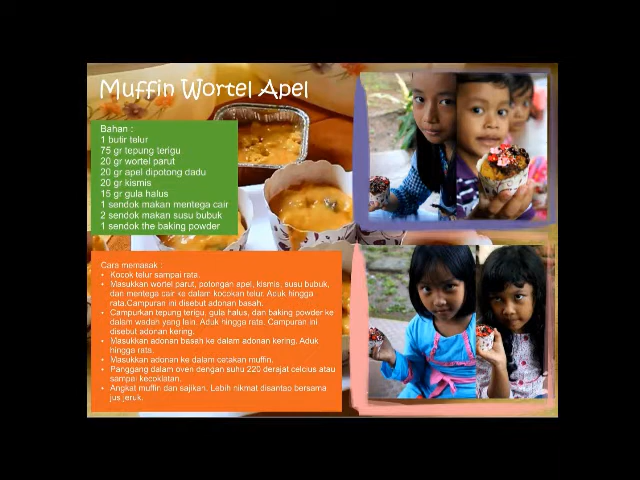 Muffin Wortel Apel
Bahan :
1 butir telur
75 gr tepung terigu
20 gr wortel parut
20 gr apel dipotong dadu
20 gr kismis
15 gr gula halus
1 sendok makan mentega cair
2 sendok makan susu bubuk
1 sendok the baking powder
Cara memasak :
• Kocok telur sampai rata.
• Masukkan wortel parut, potongan apel, kismis, susu bubuk,
dan mentega cair ke dalam kocokan telur. Aduk hingga
rata.Campuran ini disebut adonan basah.
• Campurkan tepung terigu, gula halus, dan baking powder ke
dalam wadah yang lain. Aduk hingga rata. Campuran ini
disebut adonan kering.
• Masukkan adonan basah ke dalam adonan kering. Aduk
hingga rata.
• Masukkan adonan ke dalam cetakan muffin.
• Panggang dalam oven dengan suhu 220 derajat celcius atau
sampai kecoklatan.
• Angkat muffin dan sajikan. Lebih nikmat disantap bersama
jus jeruk.